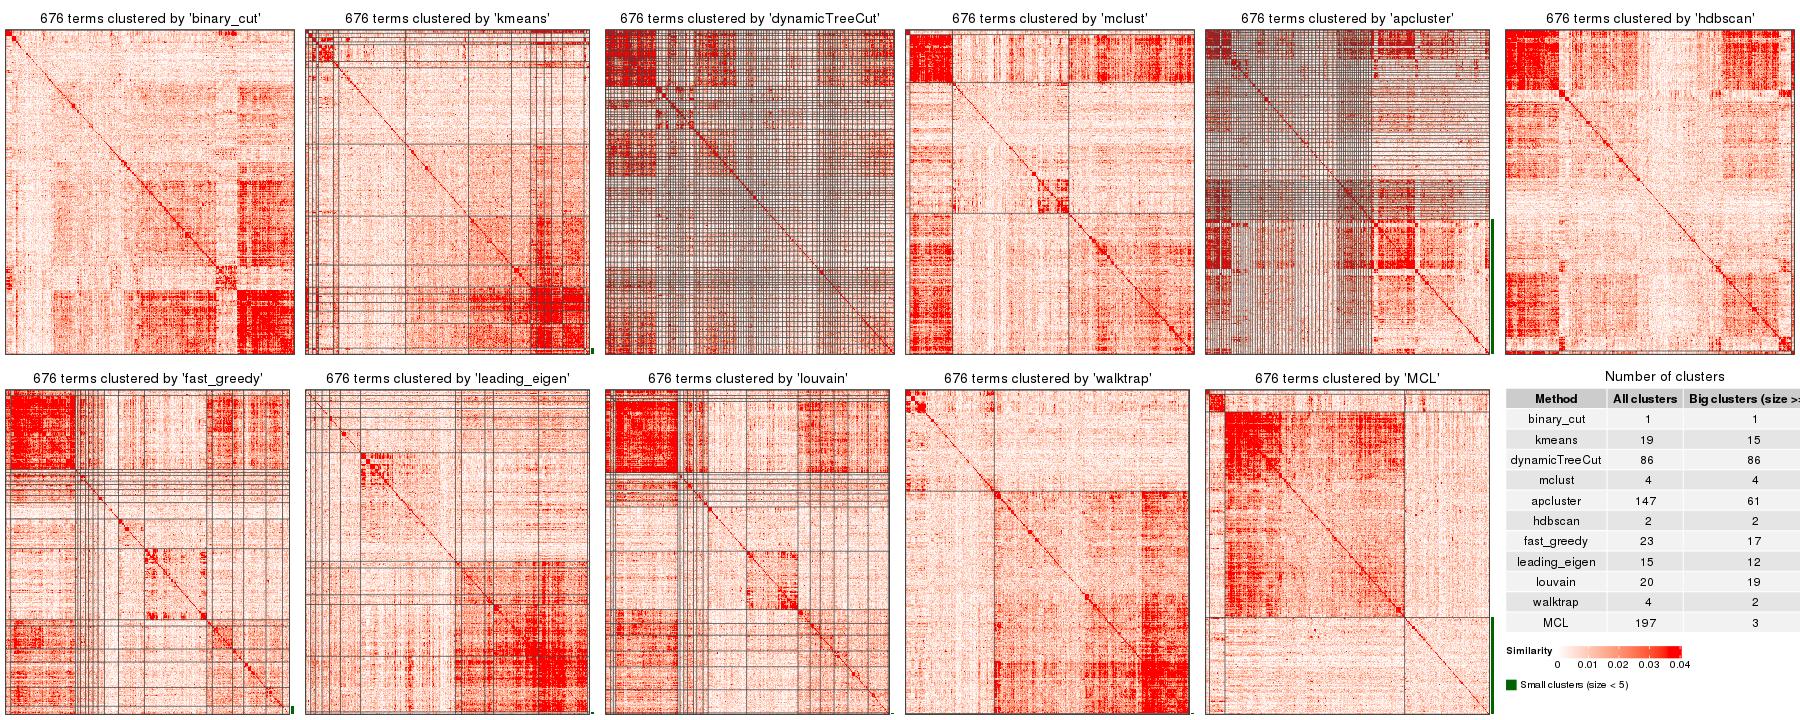 676 terms clustered by 'binary_cut'
676 terms clustered by 'kmeans'
676 terms clustered by 'dynamicTreeCut'
676 terms clustered by 'mclust'
676 terms clustered by 'apcluster'
676 terms clustered by 'hdbscan'
676 terms clustered by 'fast_greedy'
676 terms clustered by 'leading_eigen'
676 terms clustered by 'louvain'
676 terms clustered by 'walktrap'
676 terms clustered by 'MCL'
Number of clusters
Method All clusters Big clusters (size >=
binary_cut 1 1
kmeans 19 15
dynamicTreeCut 86 86
mclust 4 4
apcluster 147 61
hdbscan 2 2
fast_greedy 23 17
leading_eigen 15 12
louvain 20 19
walktrap 4 2
MCL 197 3
Similarity
0 0.01 0.02 0.03 0.04
Small clusters (size < 5)